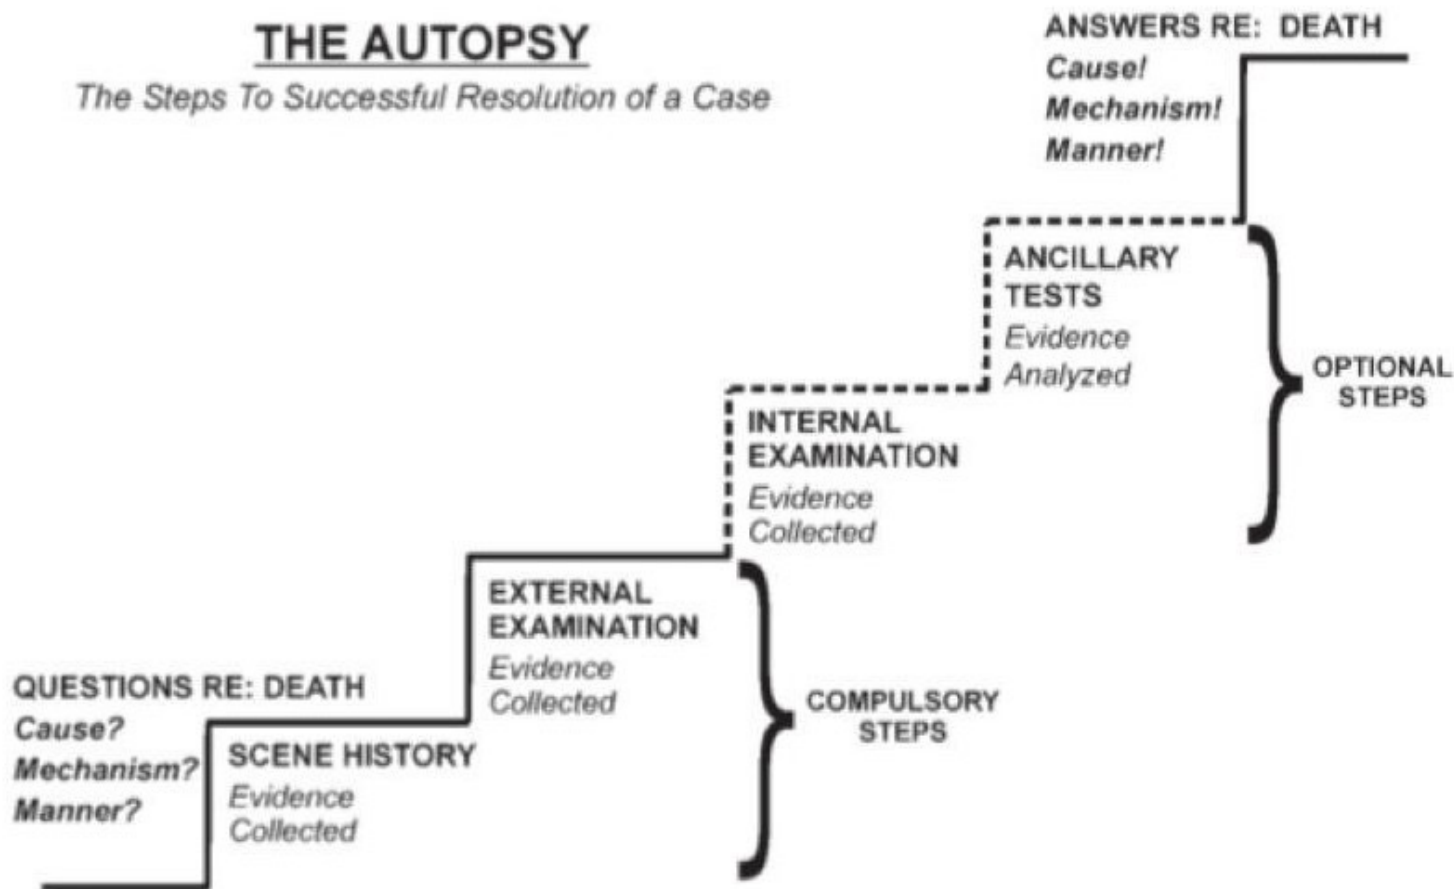 THE AUTOPSY
The Steps To Successful Resolution of a Case
ANSWERS RE: DEATH
Cause!
Mechanism!
Manner!
ANCILLARY
TESTS
Evidence
Analyzed
OPTIONAL
STEPS
INTERNAL
EXAMINATION
Evidence
Collected
EXTERNAL
EXAMINATION
Evidence
Collected
COMPULSORY
STEPS
QUESTIONS RE: DEATH
Cause?
Mechanism?
Manner?
SCENE HISTORY
Evidence
Collected